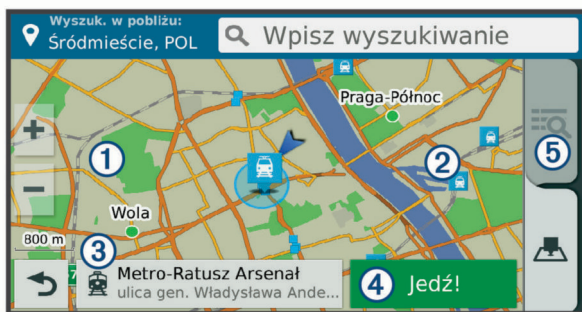 Wyszuk. w pobliżu:
Śródmieście, POL
Wpisz wyszukiwanie
Praga-Północ
+
1
2
5
−
Wola
800 m
3
7
Metro-Ratusz Arsenał
4
Jedź!
ulica gen. Władysława Ande...